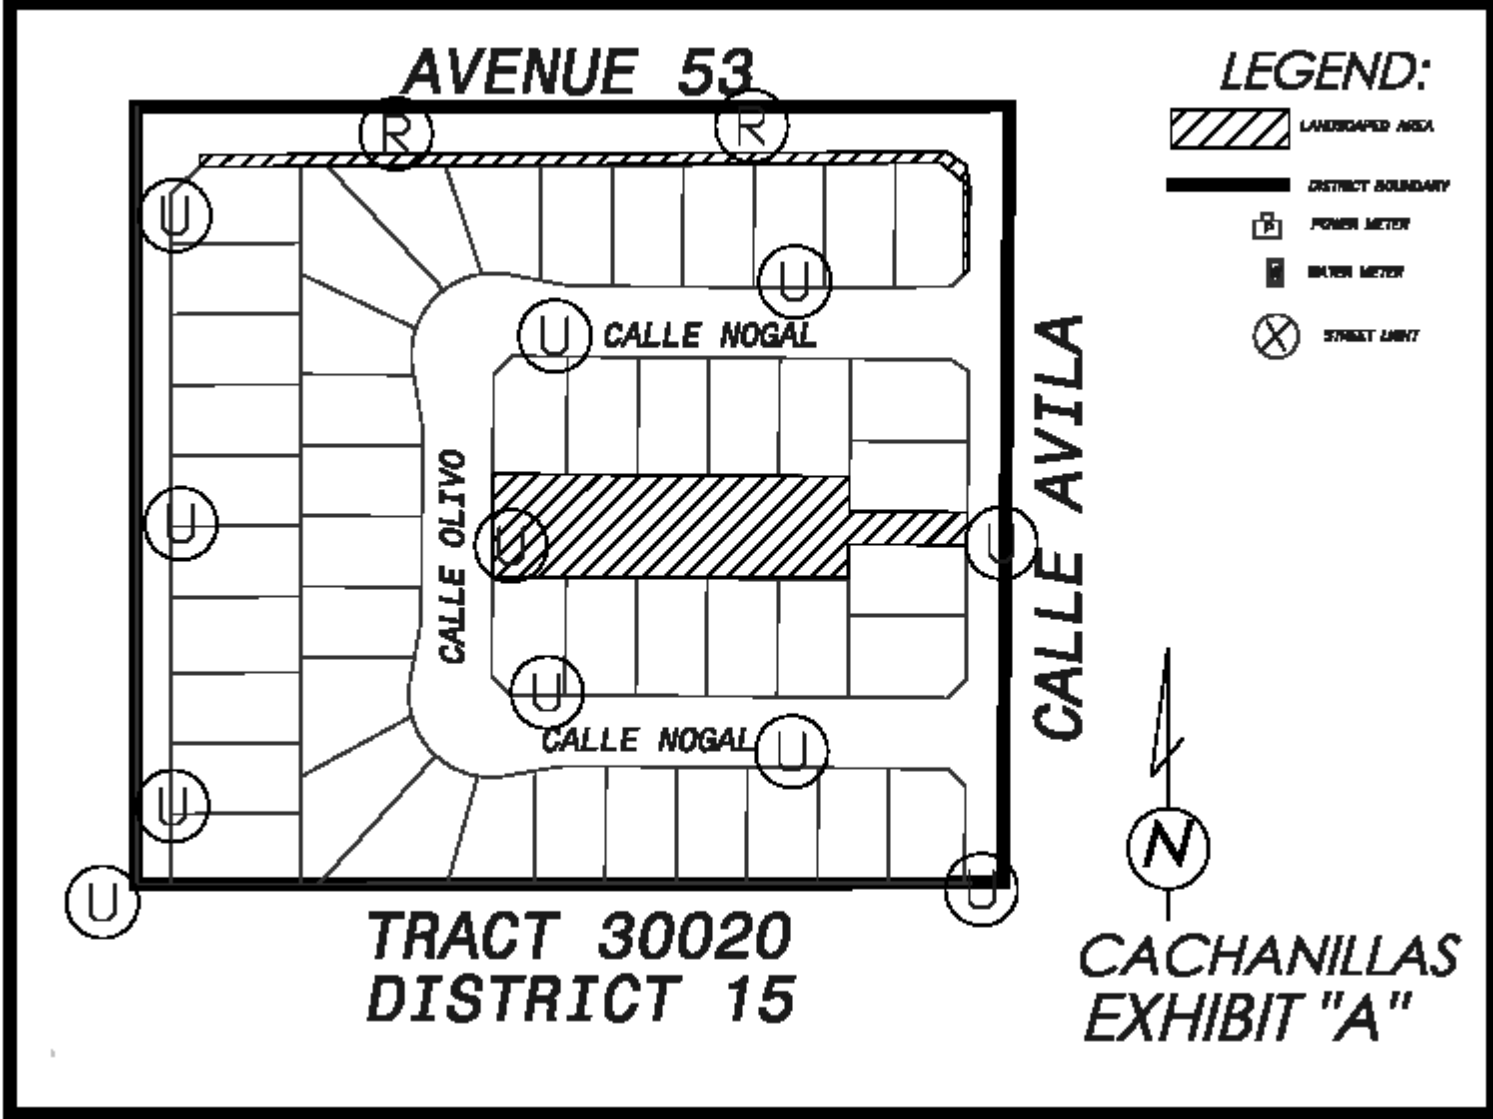 AVENUE 53
LEGEND:
LANDSCAPED AREA
DISTRICT BOUNDARY
POWER METER
P
WATER METER
STREET LIGHT
R
R
U
U
U
CALLE NOGAL
CALLE AVILA
CALLE OLIVO
U
U
U
U
CALLE NOGAL
U
U
U
U
N
TRACT 30020
DISTRICT 15
CACHANILLAS
EXHIBIT "A"